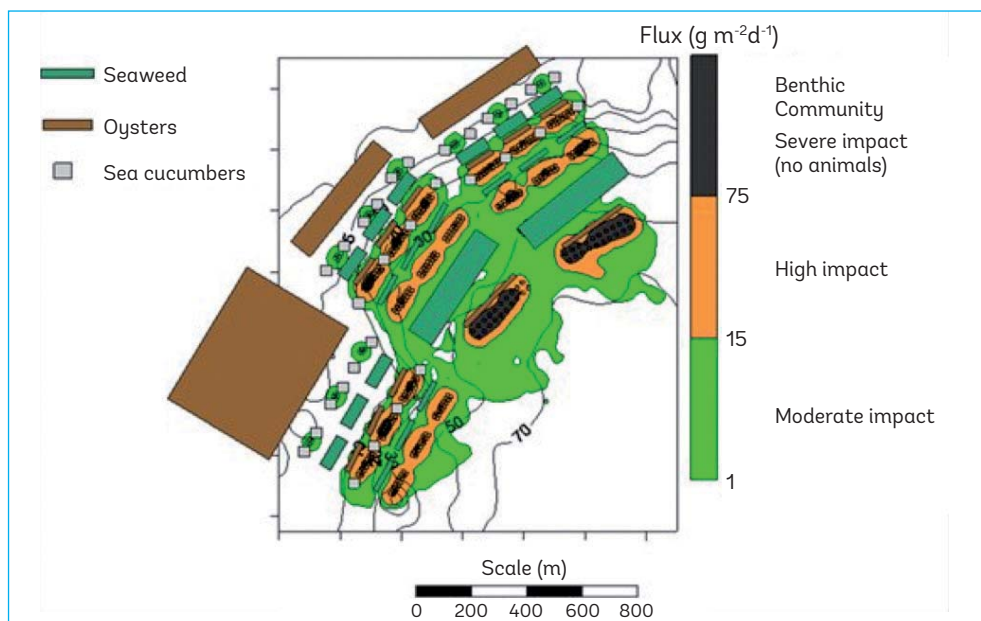 Flux (g m⁻²d⁻¹)
Seaweed
Oysters
Sea cucumbers
Benthic
Community
Severe impact
(no animals)
75
High impact
15
Moderate impact
1
30
50
70
Scale (m)
0 200 400 600 800